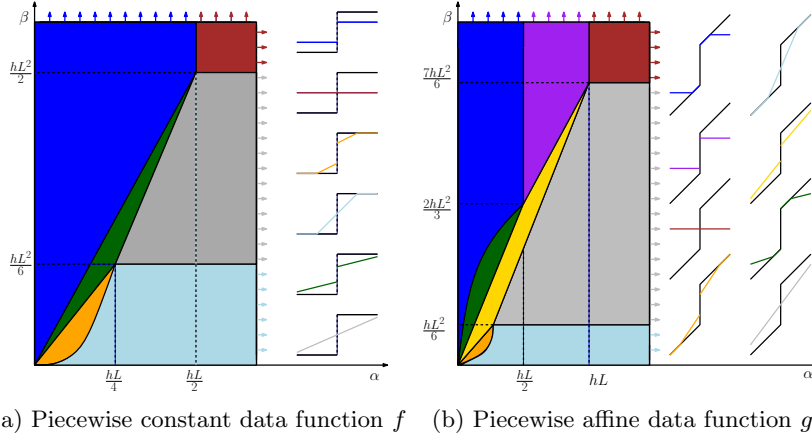 β
hL²/2
hL²/6
hL/4
hL/2
α
β
7hL²/6
2hL²/3
hL²/6
hL/2
hL
α
a) Piecewise constant data function f
(b) Piecewise affine data function g